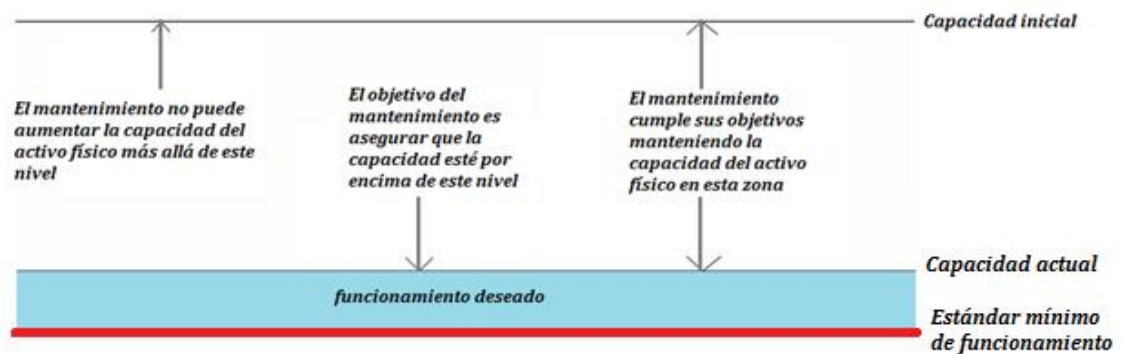 Capacidad inicial
El mantenimiento no puede
aumentar la capacidad del
activo físico más allá de este
nivel
El objetivo del
mantenimiento es
asegurar que la
capacidad esté por
encima de este nivel
El mantenimiento
cumple sus objetivos
manteniendo la
capacidad del activo
físico en esta zona
Capacidad actual
funcionamiento deseado
Estándar mínimo
de funcionamiento